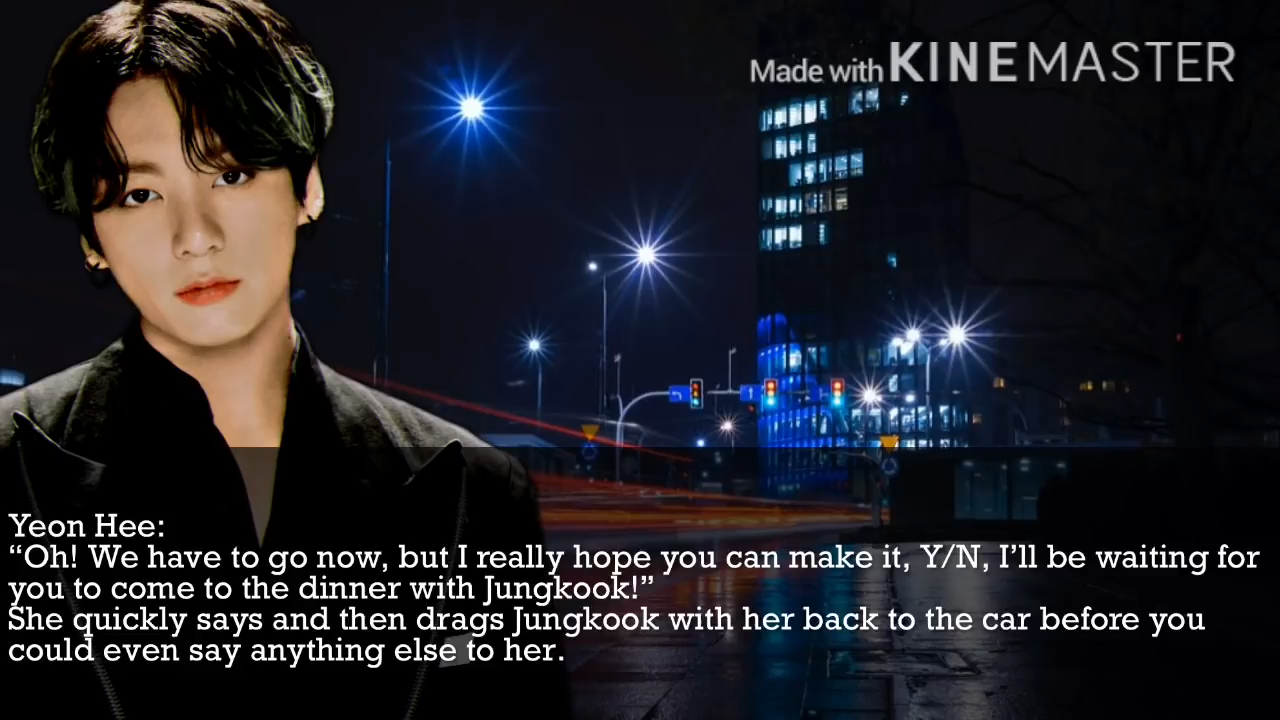 Made with KINEMASTER
Yeon Hee:
“Oh! We have to go now, but I really hope you can make it, Y/N, I’ll be waiting for
you to come to the dinner with Jungkook!”
She quickly says and then drags Jungkook with her back to the car before you
could even say anything else to her.